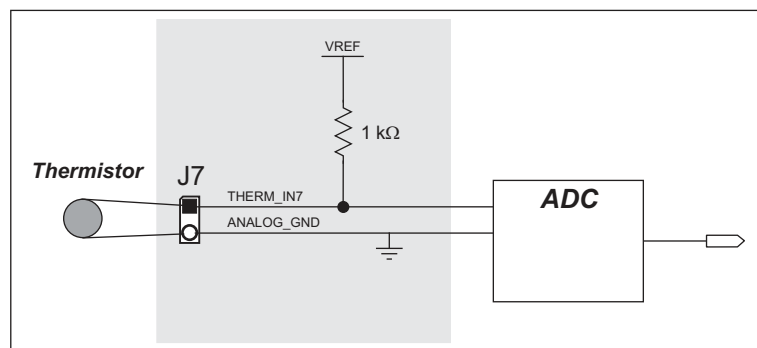 VREF
1 kΩ
Thermistor
J7
THERM_IN7
ADC
ANALOG_GND